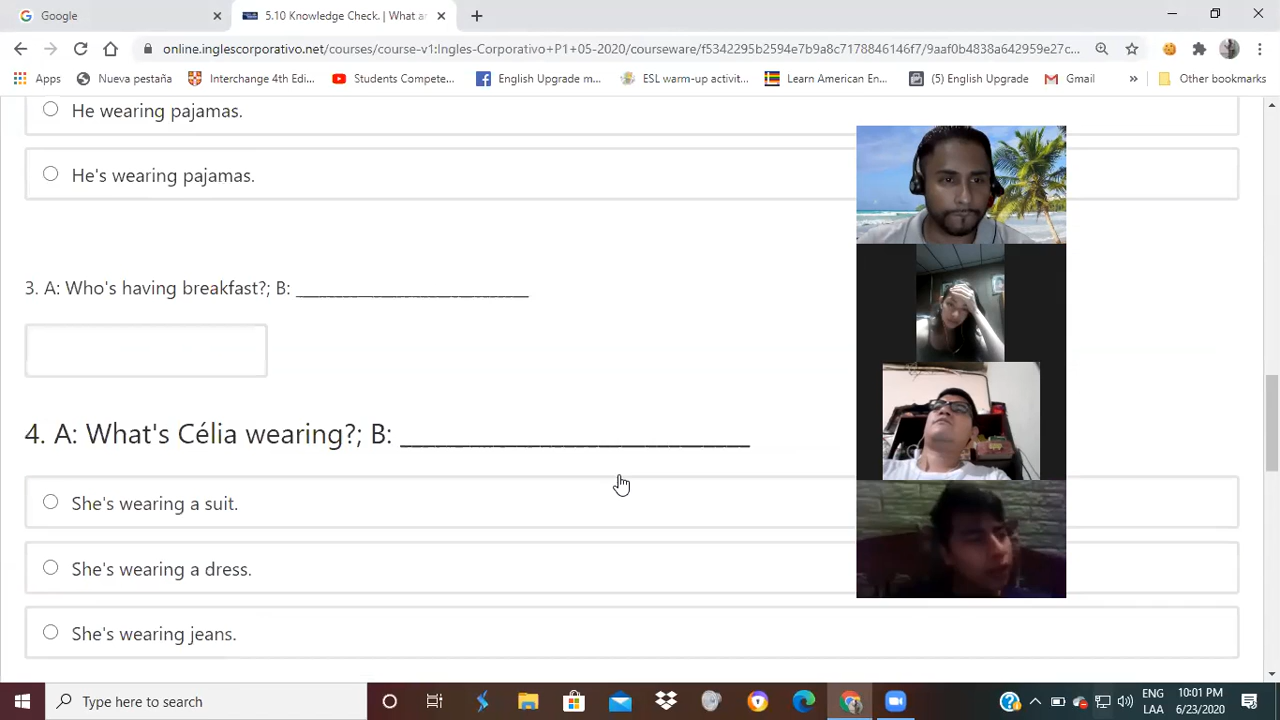 Google
5.10 Knowledge Check. | What a
online.inglescorporativo.net/courses/course-v1:Ingles-Corporativo+P1+05-2020/courseware/f5342295b2594e7b9a8c7178846146f7/9aaf0b4838a642959e27c...
Apps
Nueva pestaña
Interchange 4th Edi...
Students Compete...
English Upgrade m...
ESL warm-up activit...
Learn American En...
(5) English Upgrade
Gmail
»
Other bookmarks
He wearing pajamas.
He's wearing pajamas.
3. A: Who's having breakfast?; B: ___________________________
4. A: What's Célia wearing?; B: ___________________________
She's wearing a suit.
She's wearing a dress.
She's wearing jeans.
Type here to search
ENG
LAA
10:01 PM
6/23/2020